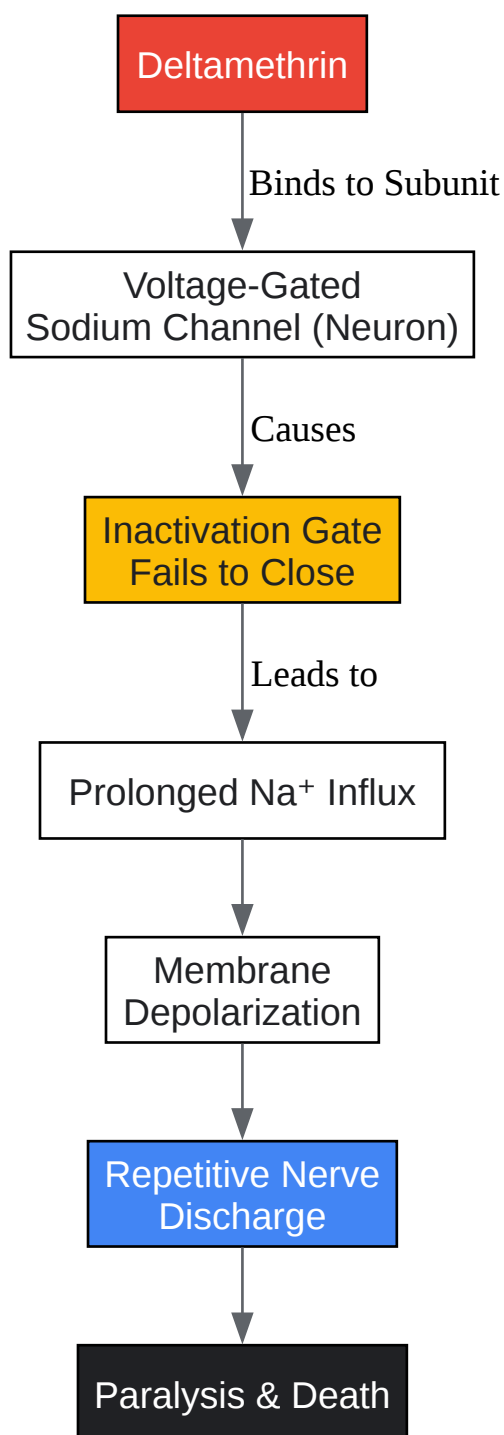 Deltamethrin
Binds to Subunit
Voltage-Gated
Sodium Channel (Neuron)
Causes
Inactivation Gate
Fails to Close
Leads to
Prolonged Na⁺ Influx
Membrane
Depolarization
Repetitive Nerve
Discharge
Paralysis & Death